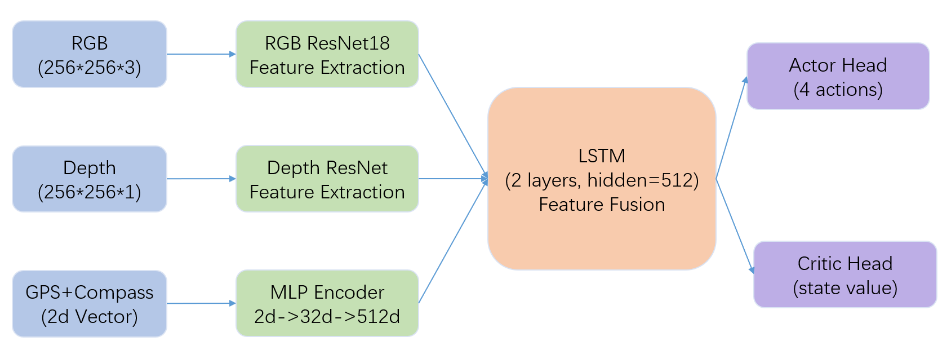 RGB
(256*256*3)
RGB ResNet18
Feature Extraction
Depth
(256*256*1)
Depth ResNet
Feature Extraction
GPS+Compass
(2d Vector)
MLP Encoder
2d->32d->512d
LSTM
(2 layers, hidden=512)
Feature Fusion
Actor Head
(4 actions)
Critic Head
(state value)